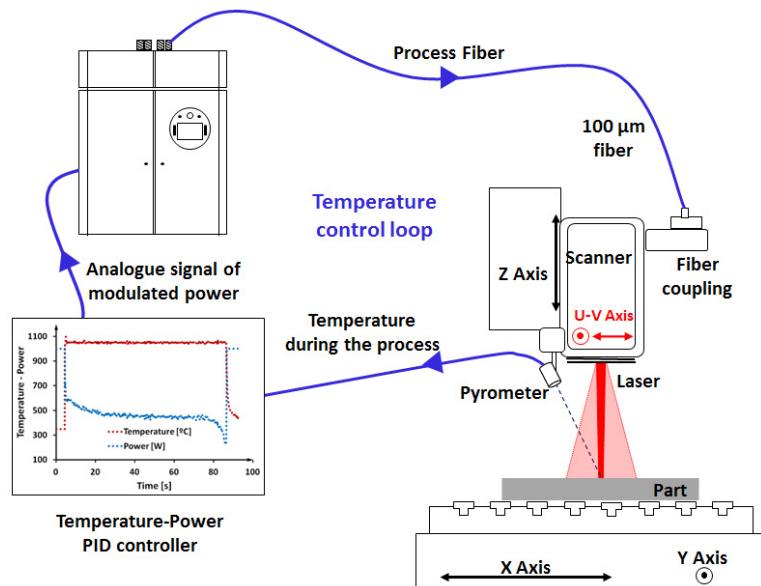 Process Fiber
100 µm
fiber
Temperature
control loop
Z Axis
Scanner
Fiber
coupling
U-V Axis
Analogue signal of
modulated power
Temperature
during the process
Pyrometer
Laser
Part
Temperature - Power
1100
900
700
500
300
100
Temperature [ºC]
Power [W]
0
20
40
60
80
100
Time [s]
Temperature-Power
PID controller
X Axis
Y Axis